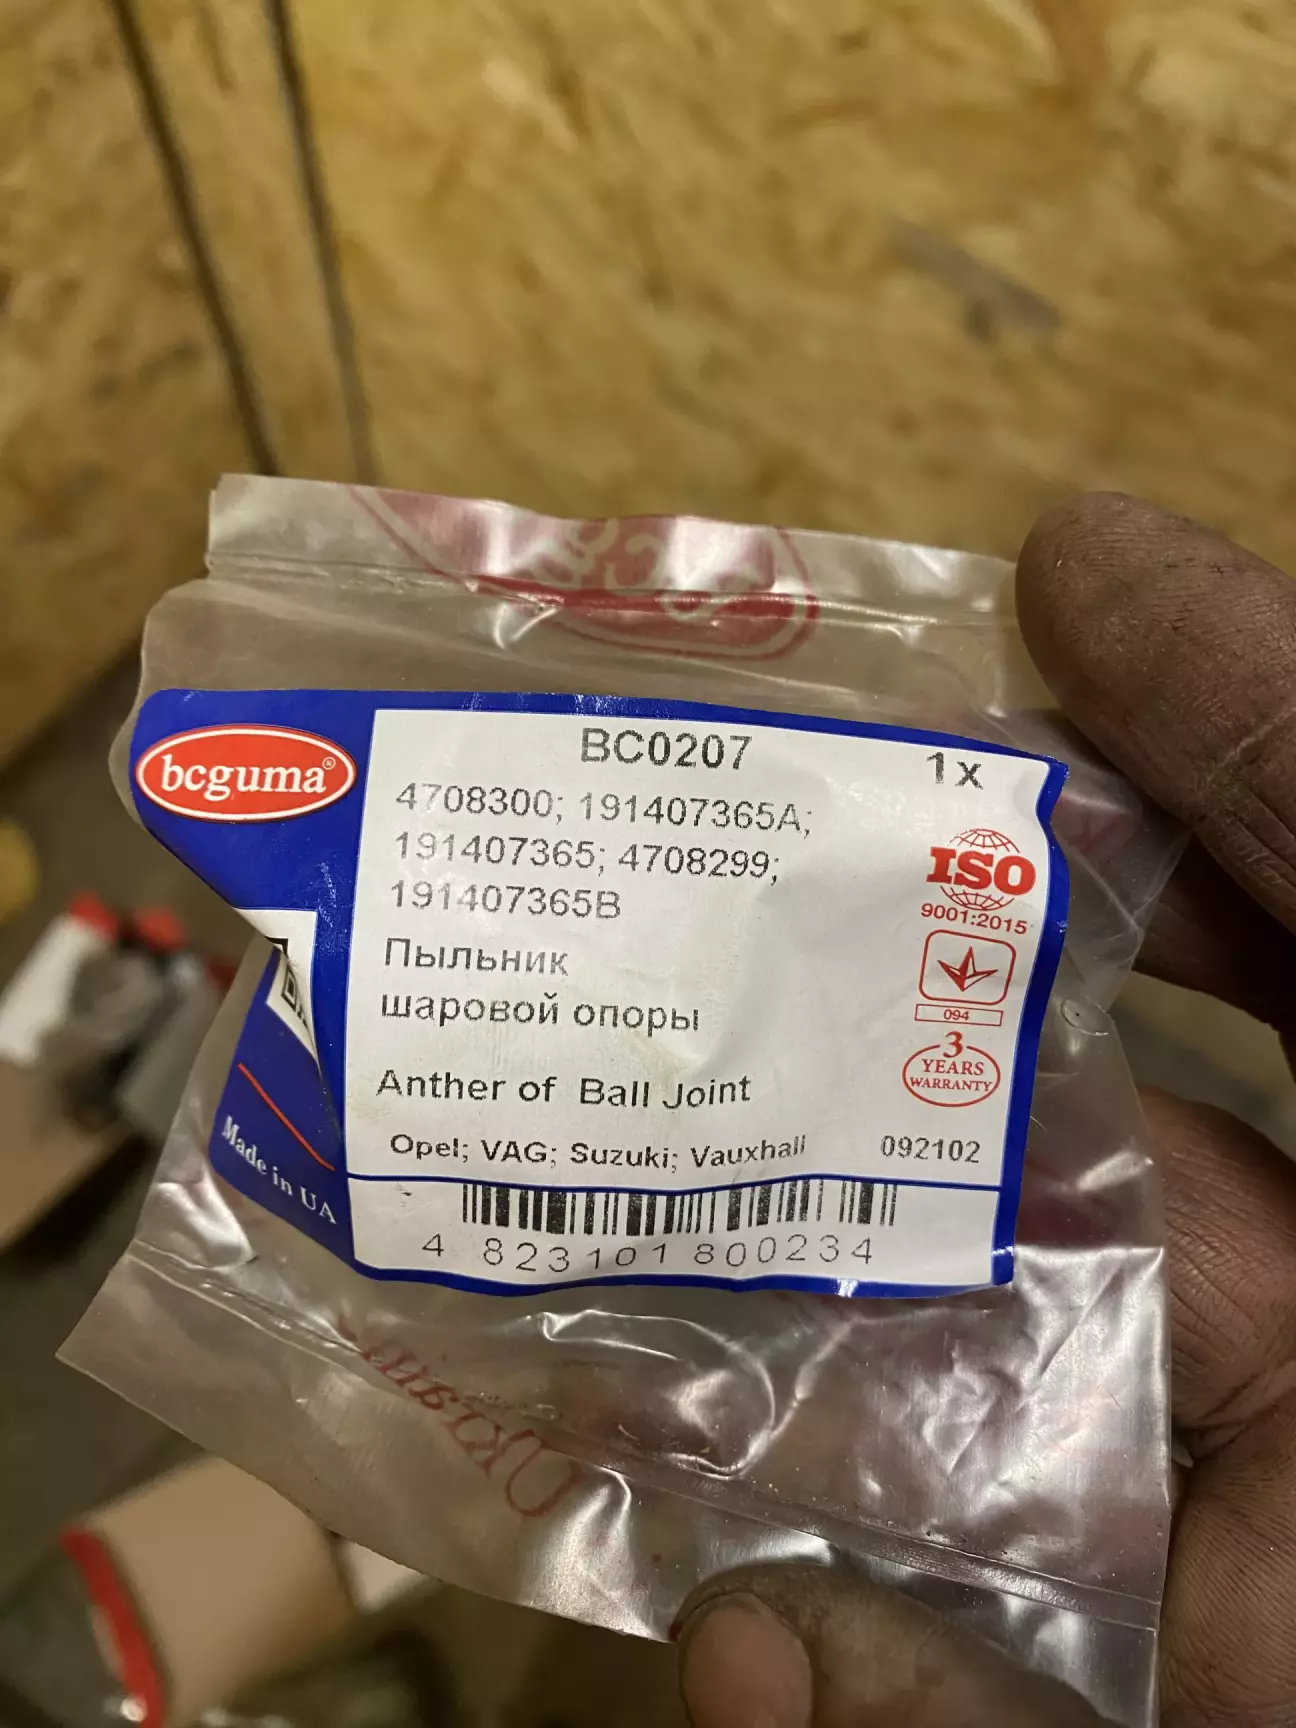 bcguma®
BC0207
1x
4708300; 191407365A;
191407365; 4708299;
191407365B
Пыльник
шаровой опоры
Anther of Ball Joint
Opel; VAG; Suzuki; Vauxhall
092102
ISO
9001:2015
094
3
YEARS
WARRANTY
Made in UA
4 823101 800234